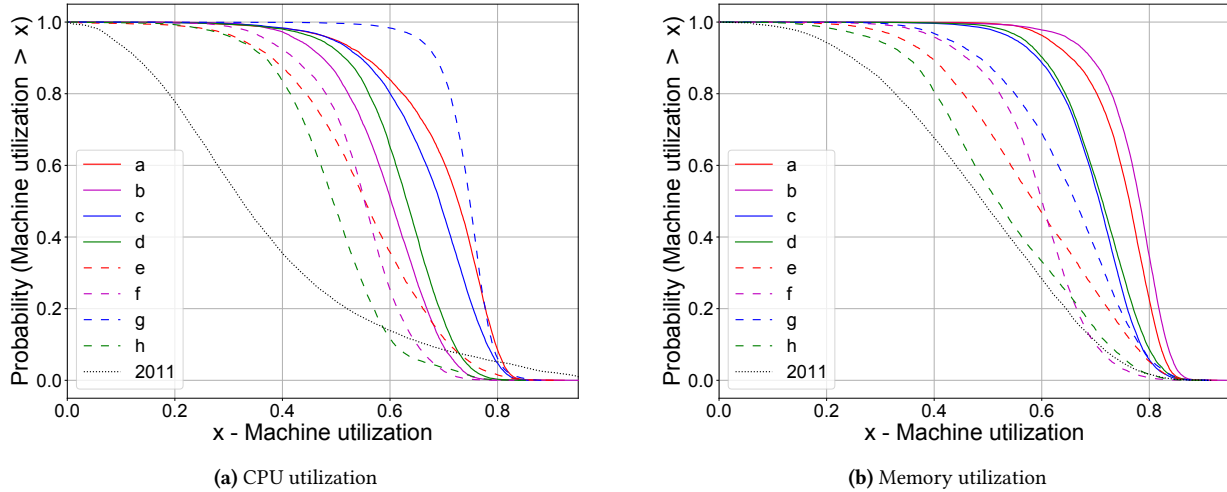 Probability (Machine utilization > x)
1.0
0.8
0.6
0.4
0.2
0.0
a
b
c
d
e
f
g
h
2011
0.0 0.2 0.4 0.6 0.8
x - Machine utilization
(a) CPU utilization
Probability (Machine utilization > x)
1.0
0.8
0.6
0.4
0.2
0.0
a
b
c
d
e
f
g
h
2011
0.0 0.2 0.4 0.6 0.8
x - Machine utilization
(b) Memory utilization